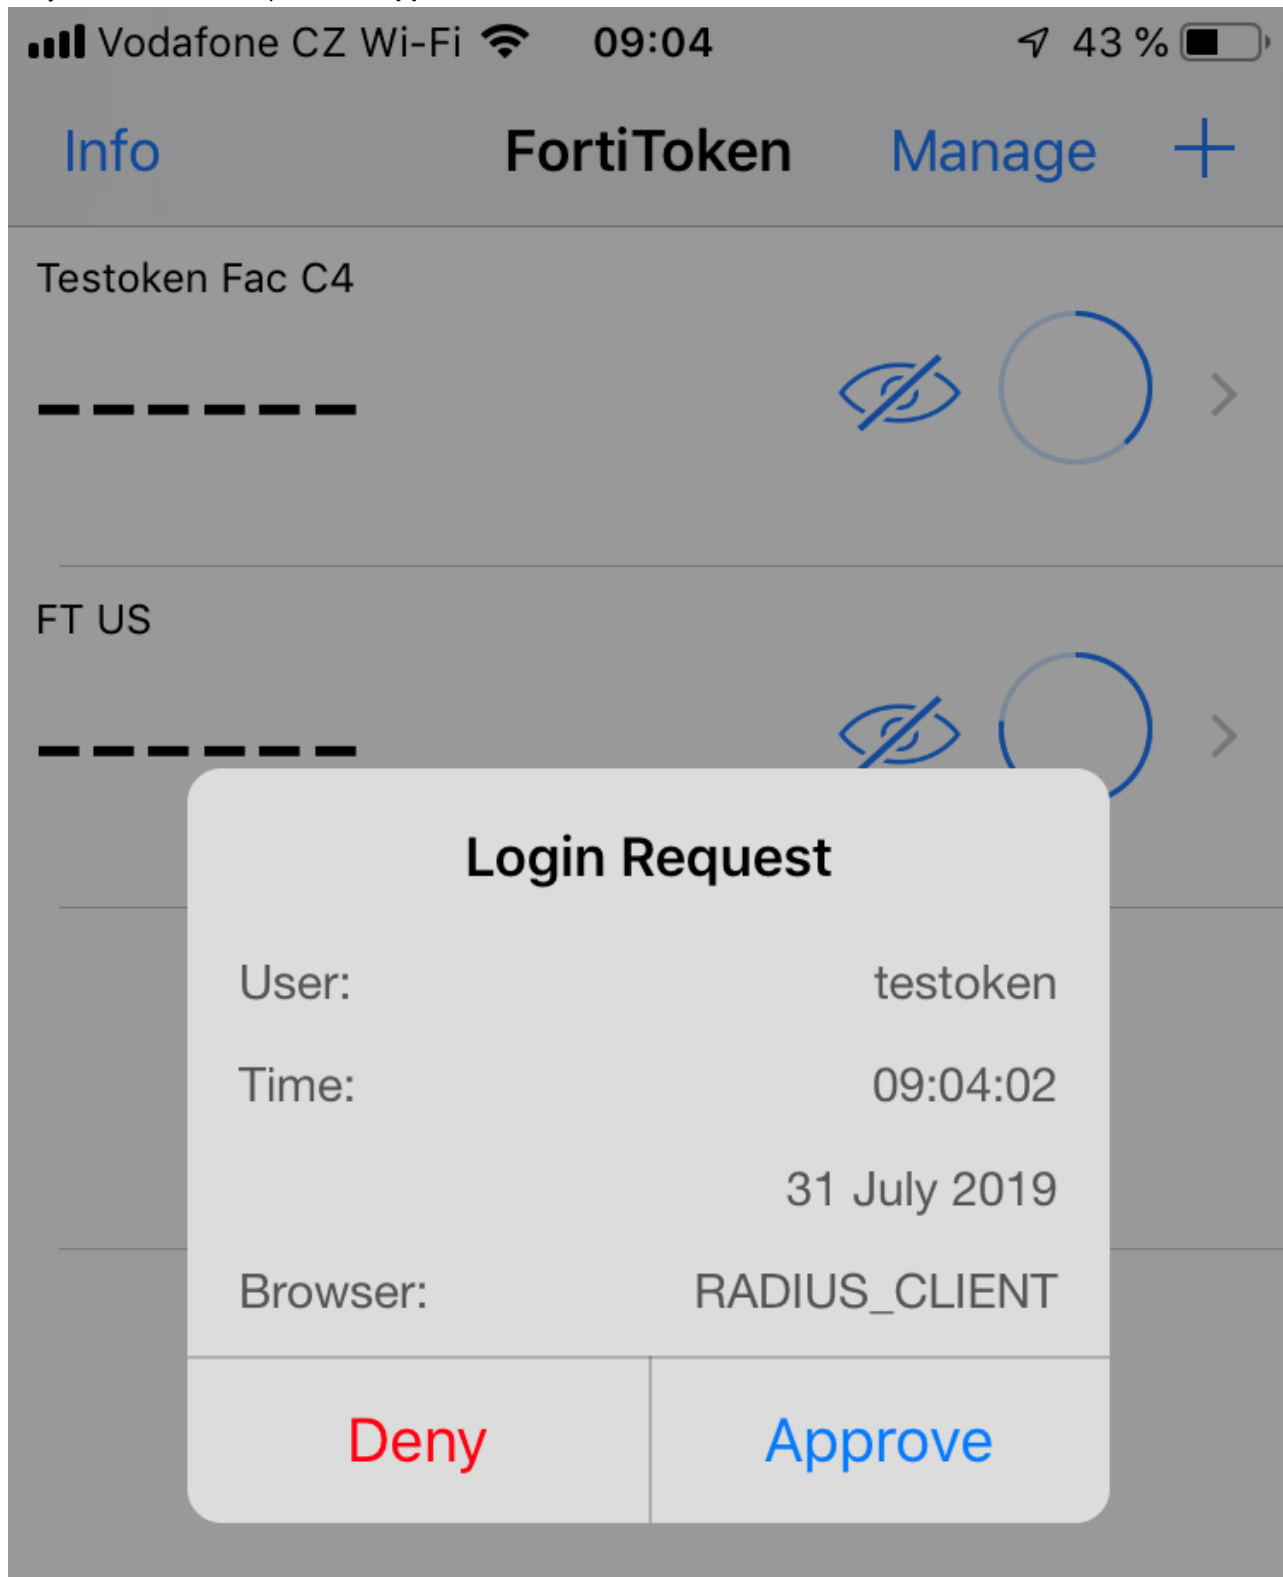 Vodafone CZ Wi-Fi 09:04 43 %
Info FortiToken Manage +
Testoken Fac C4
FT US
Login Request
User: testoken
Time: 09:04:02
31 July 2019
Browser: RADIUS_CLIENT
Deny Approve